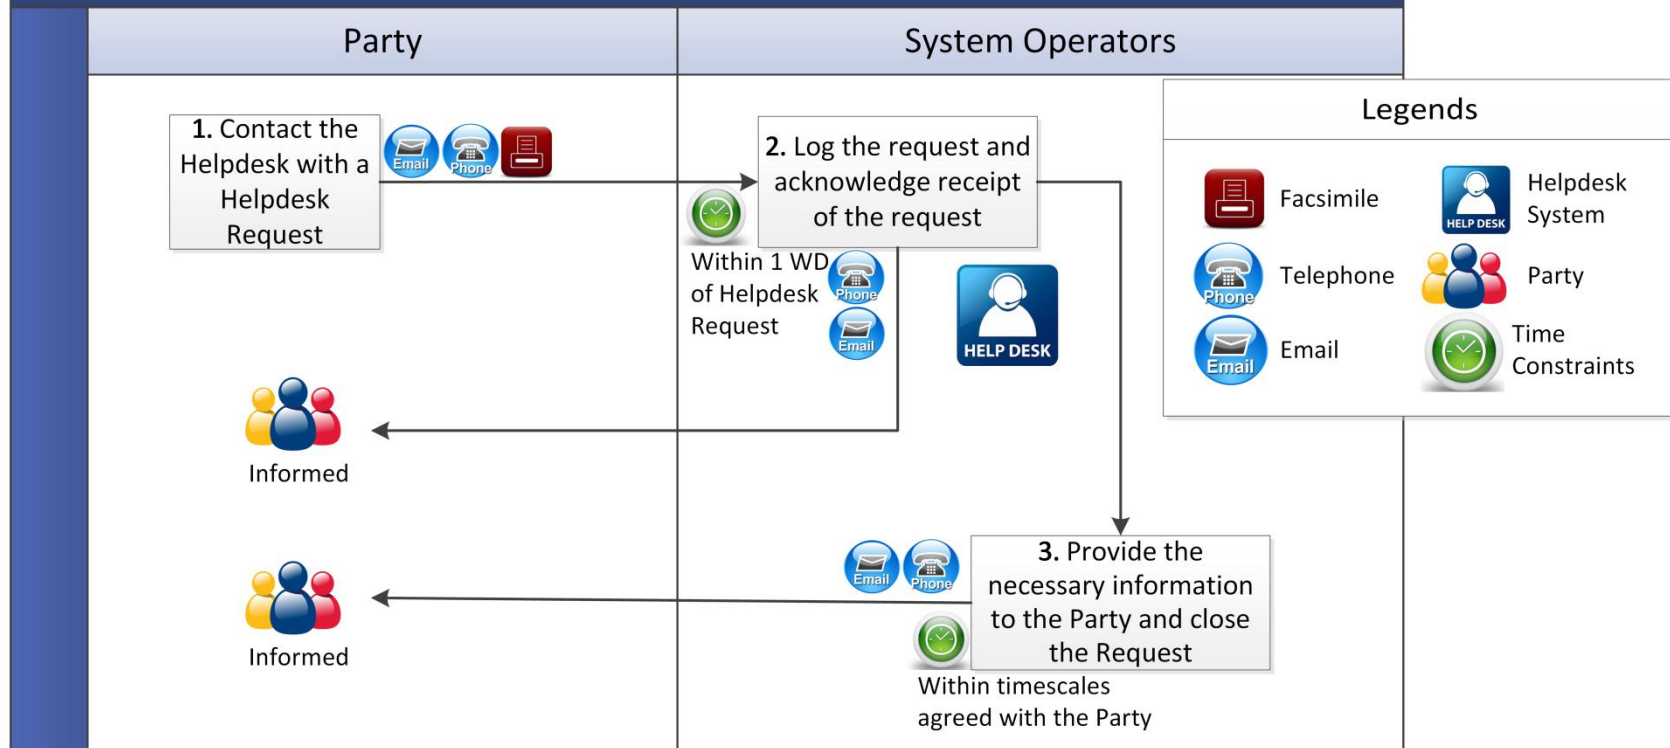 Party
System Operators
1. Contact the
Helpdesk with a
Helpdesk
Request
Email
Phone
2. Log the request and
acknowledge receipt
of the request
Within 1 WD
of Helpdesk
Request
Phone
Email
HELP DESK
Legends
Facsimile
HELP DESK
Helpdesk
System
Phone
Telephone
Party
Email
Email
Time
Constraints
Informed
Email
Phone
3. Provide the
necessary information
to the Party and close
the Request
Informed
Within timescales
agreed with the Party